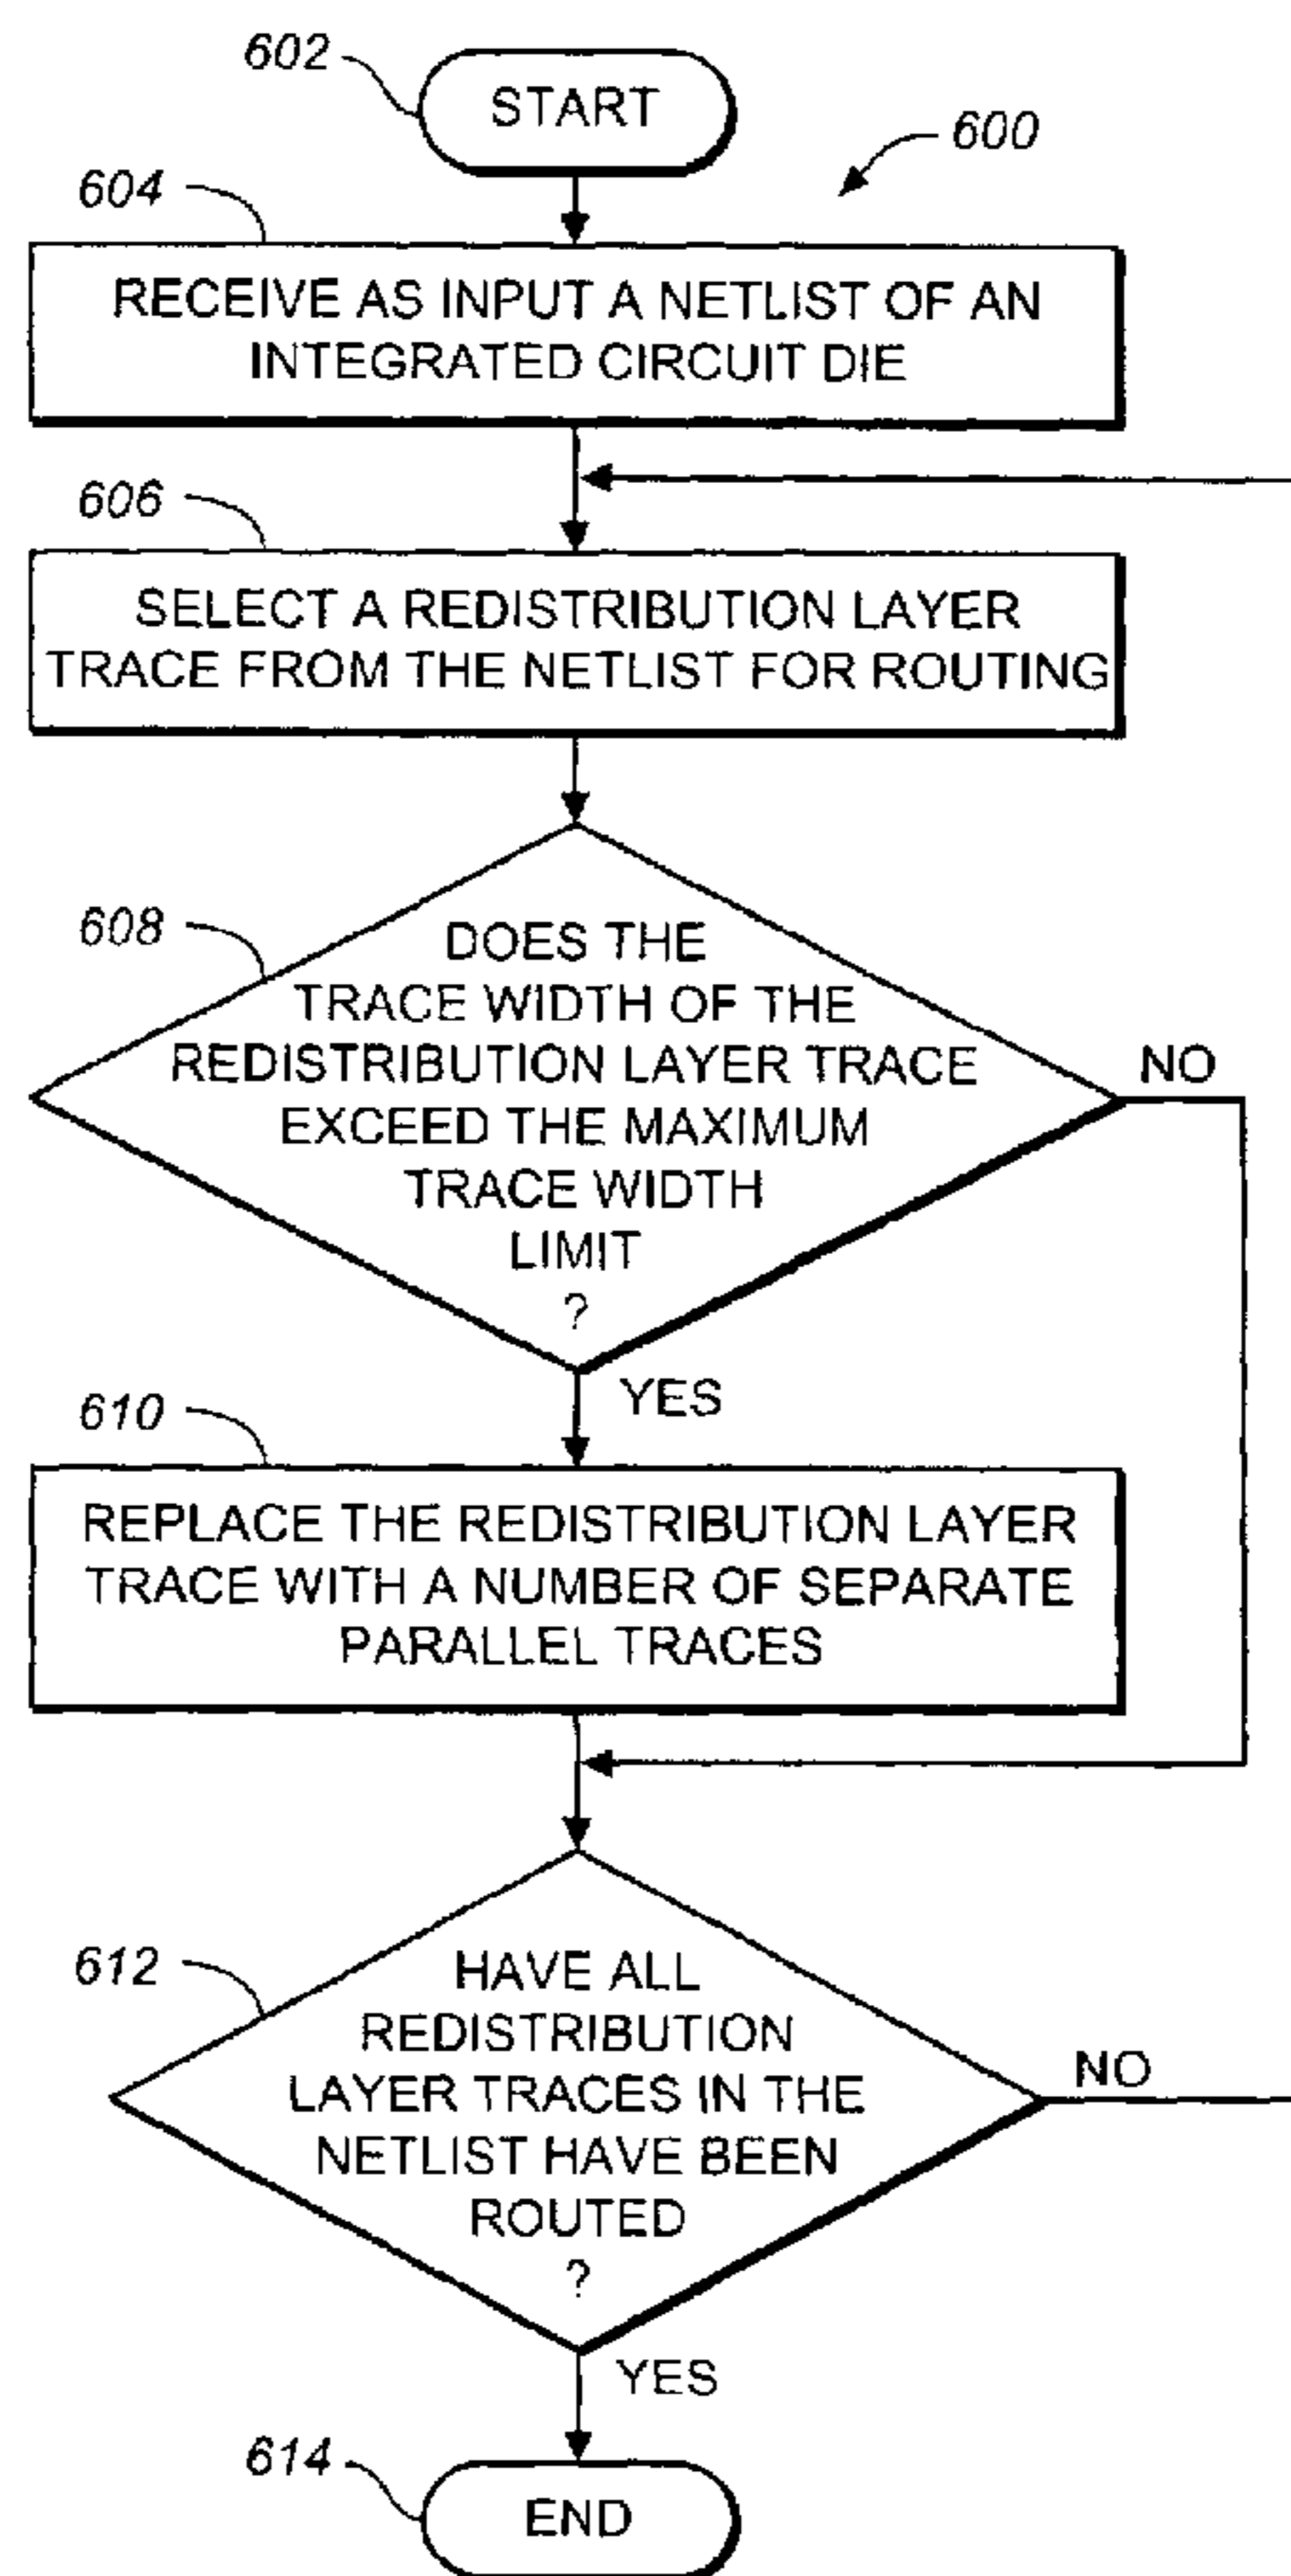 602
START
600
604
RECEIVE AS INPUT A NETLIST OF AN
INTEGRATED CIRCUIT DIE
606
SELECT A REDISTRIBUTION LAYER
TRACE FROM THE NETLIST FOR ROUTING
608
DOES THE
TRACE WIDTH OF THE
REDISTRIBUTION LAYER TRACE
EXCEED THE MAXIMUM
TRACE WIDTH
LIMIT
?
NO
YES
610
REPLACE THE REDISTRIBUTION LAYER
TRACE WITH A NUMBER OF SEPARATE
PARALLEL TRACES
612
HAVE ALL
REDISTRIBUTION
LAYER TRACES IN THE
NETLIST HAVE BEEN
ROUTED
?
NO
YES
614
END